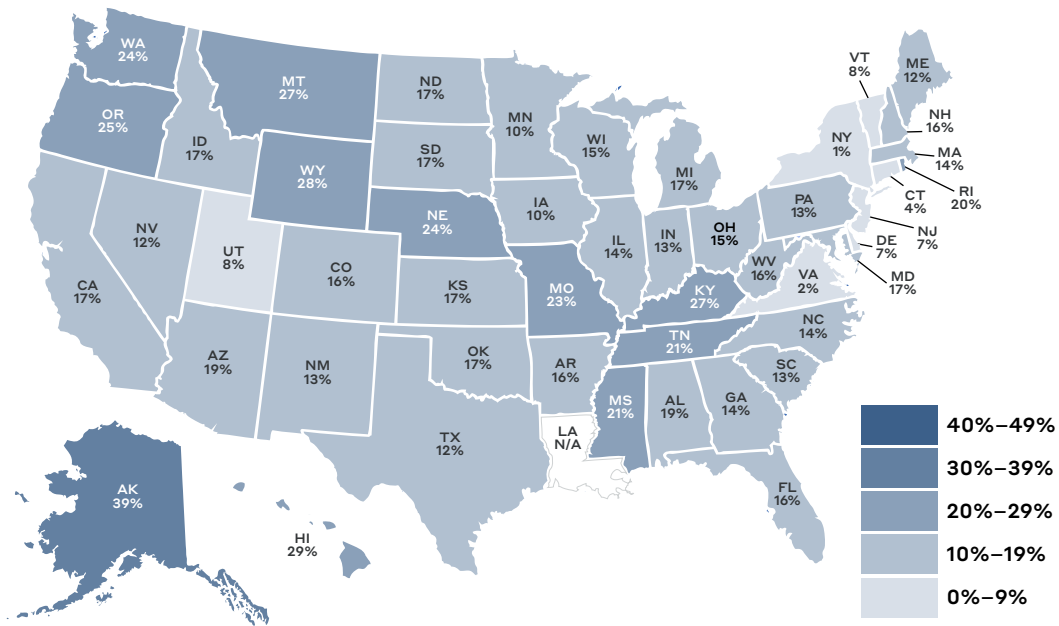 WA
24%
OR
25%
ID
17%
MT
27%
WY
28%
ND
17%
SD
17%
NE
24%
MN
10%
IA
10%
WI
15%
MI
17%
VT
8%
ME
12%
NH
16%
NY
1%
MA
14%
RI
20%
CT
4%
NJ
7%
PA
13%
DE
7%
MD
17%
OH
15%
IN
13%
IL
14%
WV
16%
VA
2%
KY
27%
MO
23%
KS
17%
CO
16%
UT
8%
NV
12%
CA
17%
AZ
19%
NM
13%
OK
17%
AR
16%
TN
21%
NC
14%
SC
13%
GA
14%
AL
19%
MS
21%
LA
N/A
TX
12%
FL
16%
AK
39%
HI
29%
40%–49%
30%–39%
20%–29%
10%–19%
0%–9%